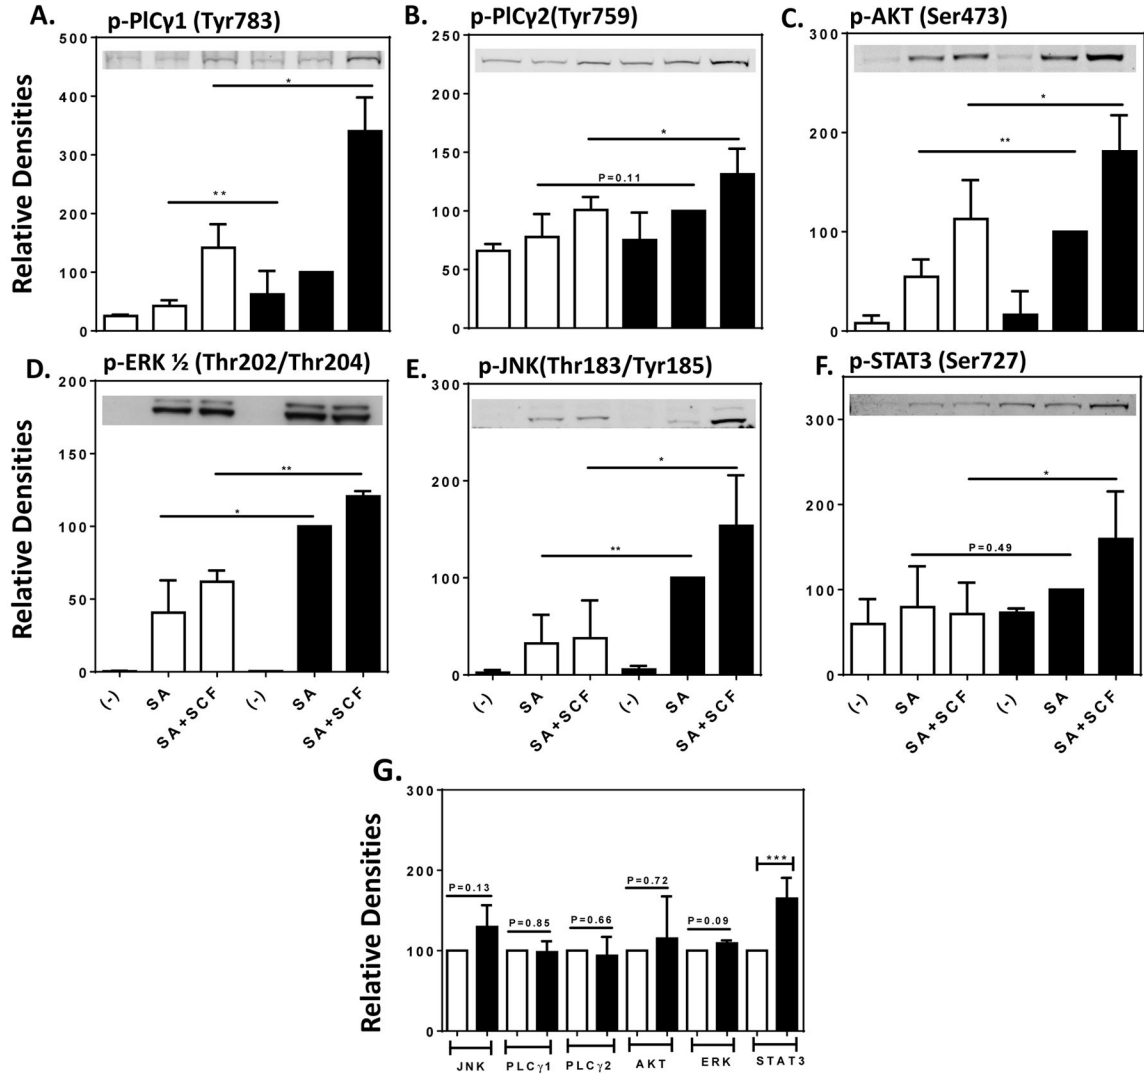 A.
p-PlCγ1 (Tyr783)
Relative Densities
500
400
300
200
100
0
*
**
B.
p-PlCγ2(Tyr759)
250
200
150
100
50
0
*
P=0.11
C.
p-AKT (Ser473)
300
200
100
0
*
**
D.
p-ERK ½ (Thr202/Thr204)
Relative Densities
200
150
100
50
0
**
*
(-)
SA
SA+SCF
(-)
SA
SA+SCF
E.
p-JNK(Thr183/Tyr185)
300
200
100
0
*
**
(-)
SA
SA+SCF
(-)
SA
SA+SCF
F.
p-STAT3 (Ser727)
300
200
100
0
*
P=0.49
(-)
SA
SA+SCF
(-)
SA
SA+SCF
G.
Relative Densities
300
200
100
0
P=0.13
P=0.85
P=0.66
P=0.72
P=0.09
***
JNK
PLCγ1
PLCγ2
AKT
ERK
STAT3